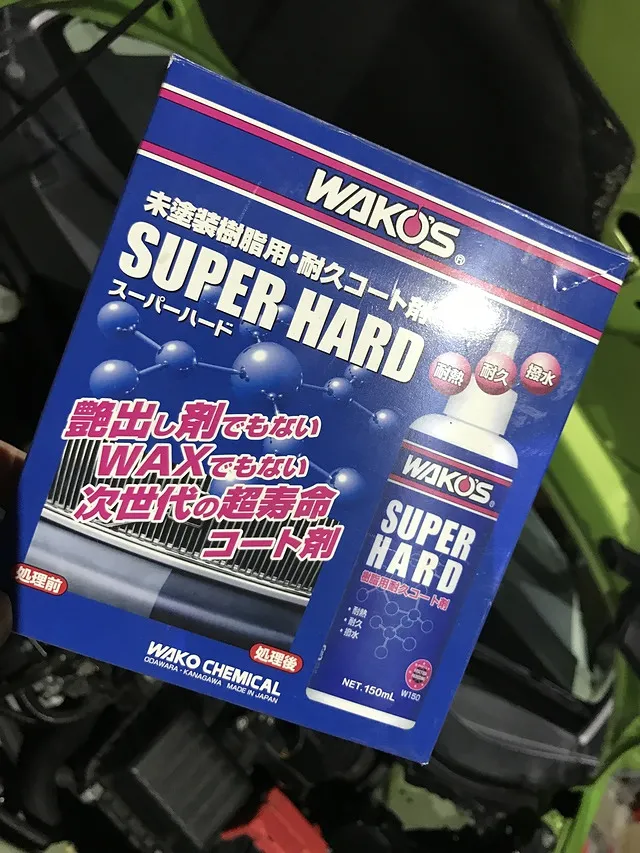 WAKO'S®
未塗装樹脂用・耐久コート剤
SUPER HARD
スーパーハード
耐熱
耐久
撥水
艶出し剤でもない
WAXでもない
次世代の超寿命
コート剤
処理前
処理後
WAKO'S
SUPER
HARD
樹脂用耐久コート剤
・耐熱
・耐久
・撥水
NET.150mL
W150
WAKO CHEMICAL
ODAWARA・KANAGAWA MADE IN JAPAN